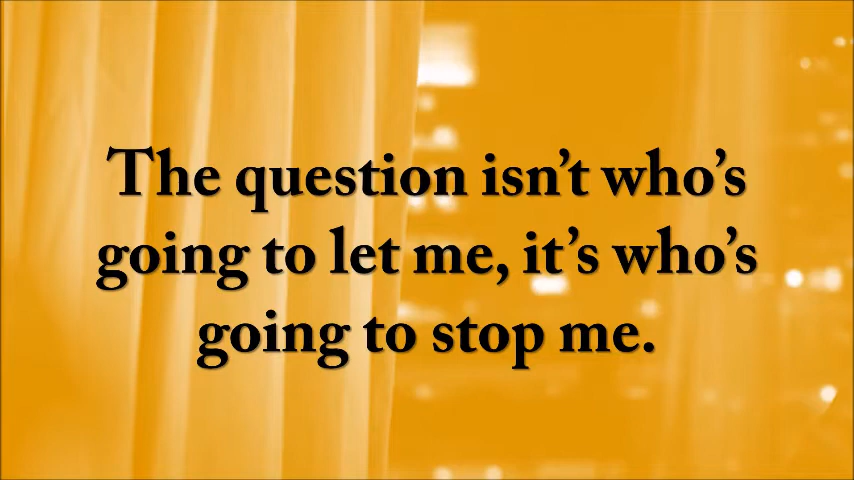 The question isn’t who’s
going to let me, it’s who’s
going to stop me.